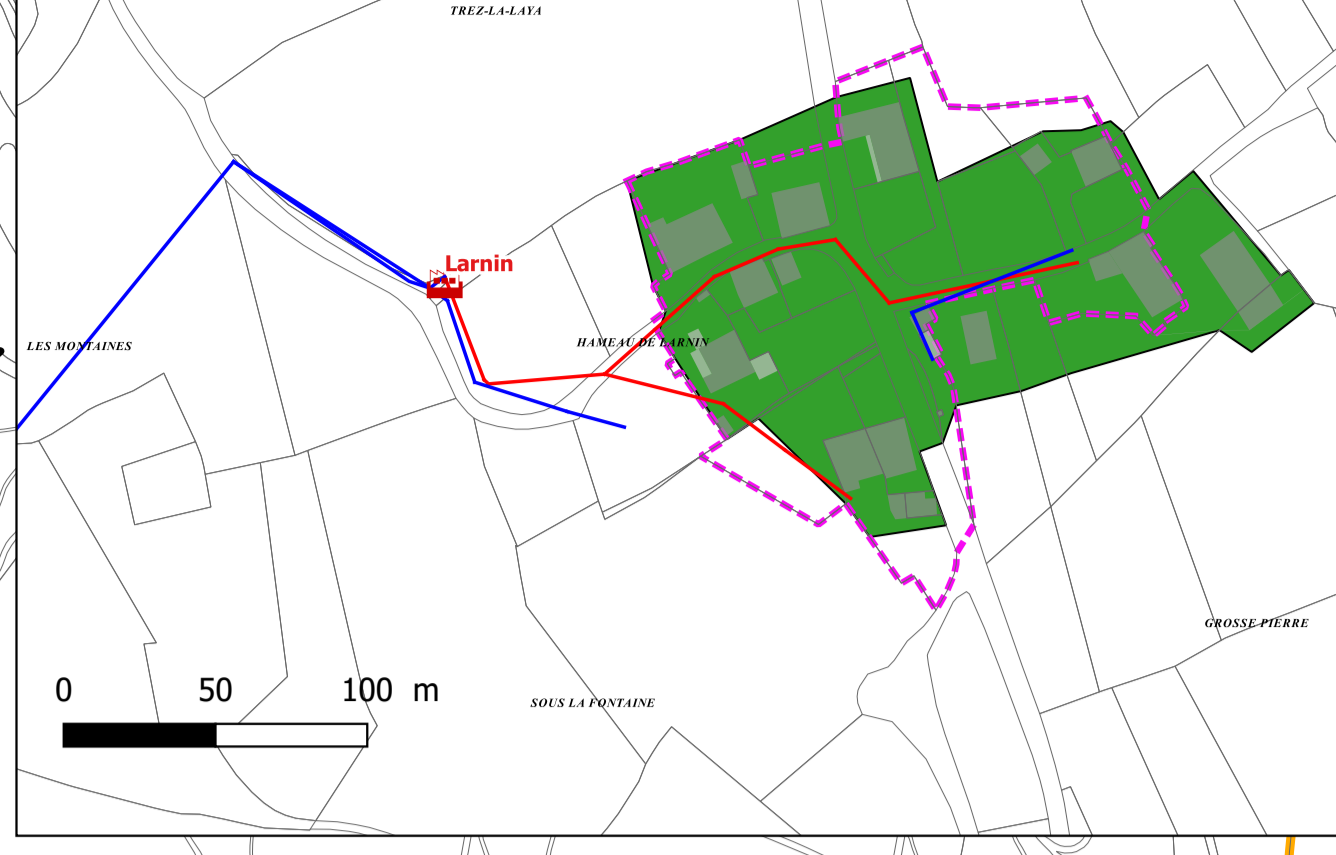 TREZ-LA-LAYA
Larnin
LES MONTAINES
HAMEAU DE LARNIN
GROSSE PIERRE
0 50 100 m
SOUS LA FONTAINE